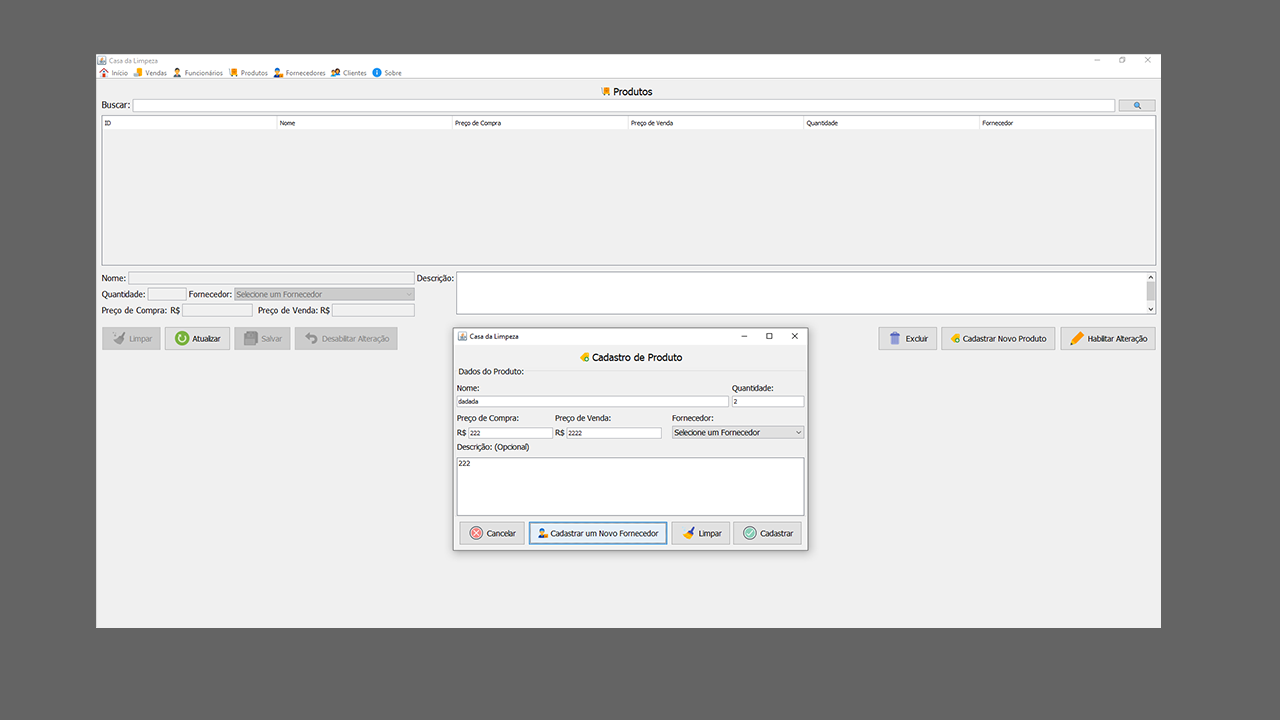 Casa da Limpeza
Início Vendas Funcionários Produtos Fornecedores Clientes Sobre
Produtos
Buscar:
ID Nome Preço de Compra Preço de Venda Quantidade Fornecedor
Nome: Descrição:
Quantidade: Fornecedor: Selecione um Fornecedor
Preço de Compra: R$ Preço de Venda: R$
Limpar Atualizar Salvar Desabilitar Alteração Excluir Cadastrar Novo Produto Habilitar Alteração
Casa da Limpeza
Cadastro de Produto
Dados do Produto:
Nome: Quantidade:
dadada 2
Preço de Compra: Preço de Venda: Fornecedor:
R$ 222 R$ 2222 Selecione um Fornecedor
Descrição: (Opcional)
222
Cancelar Cadastrar um Novo Fornecedor Limpar Cadastrar